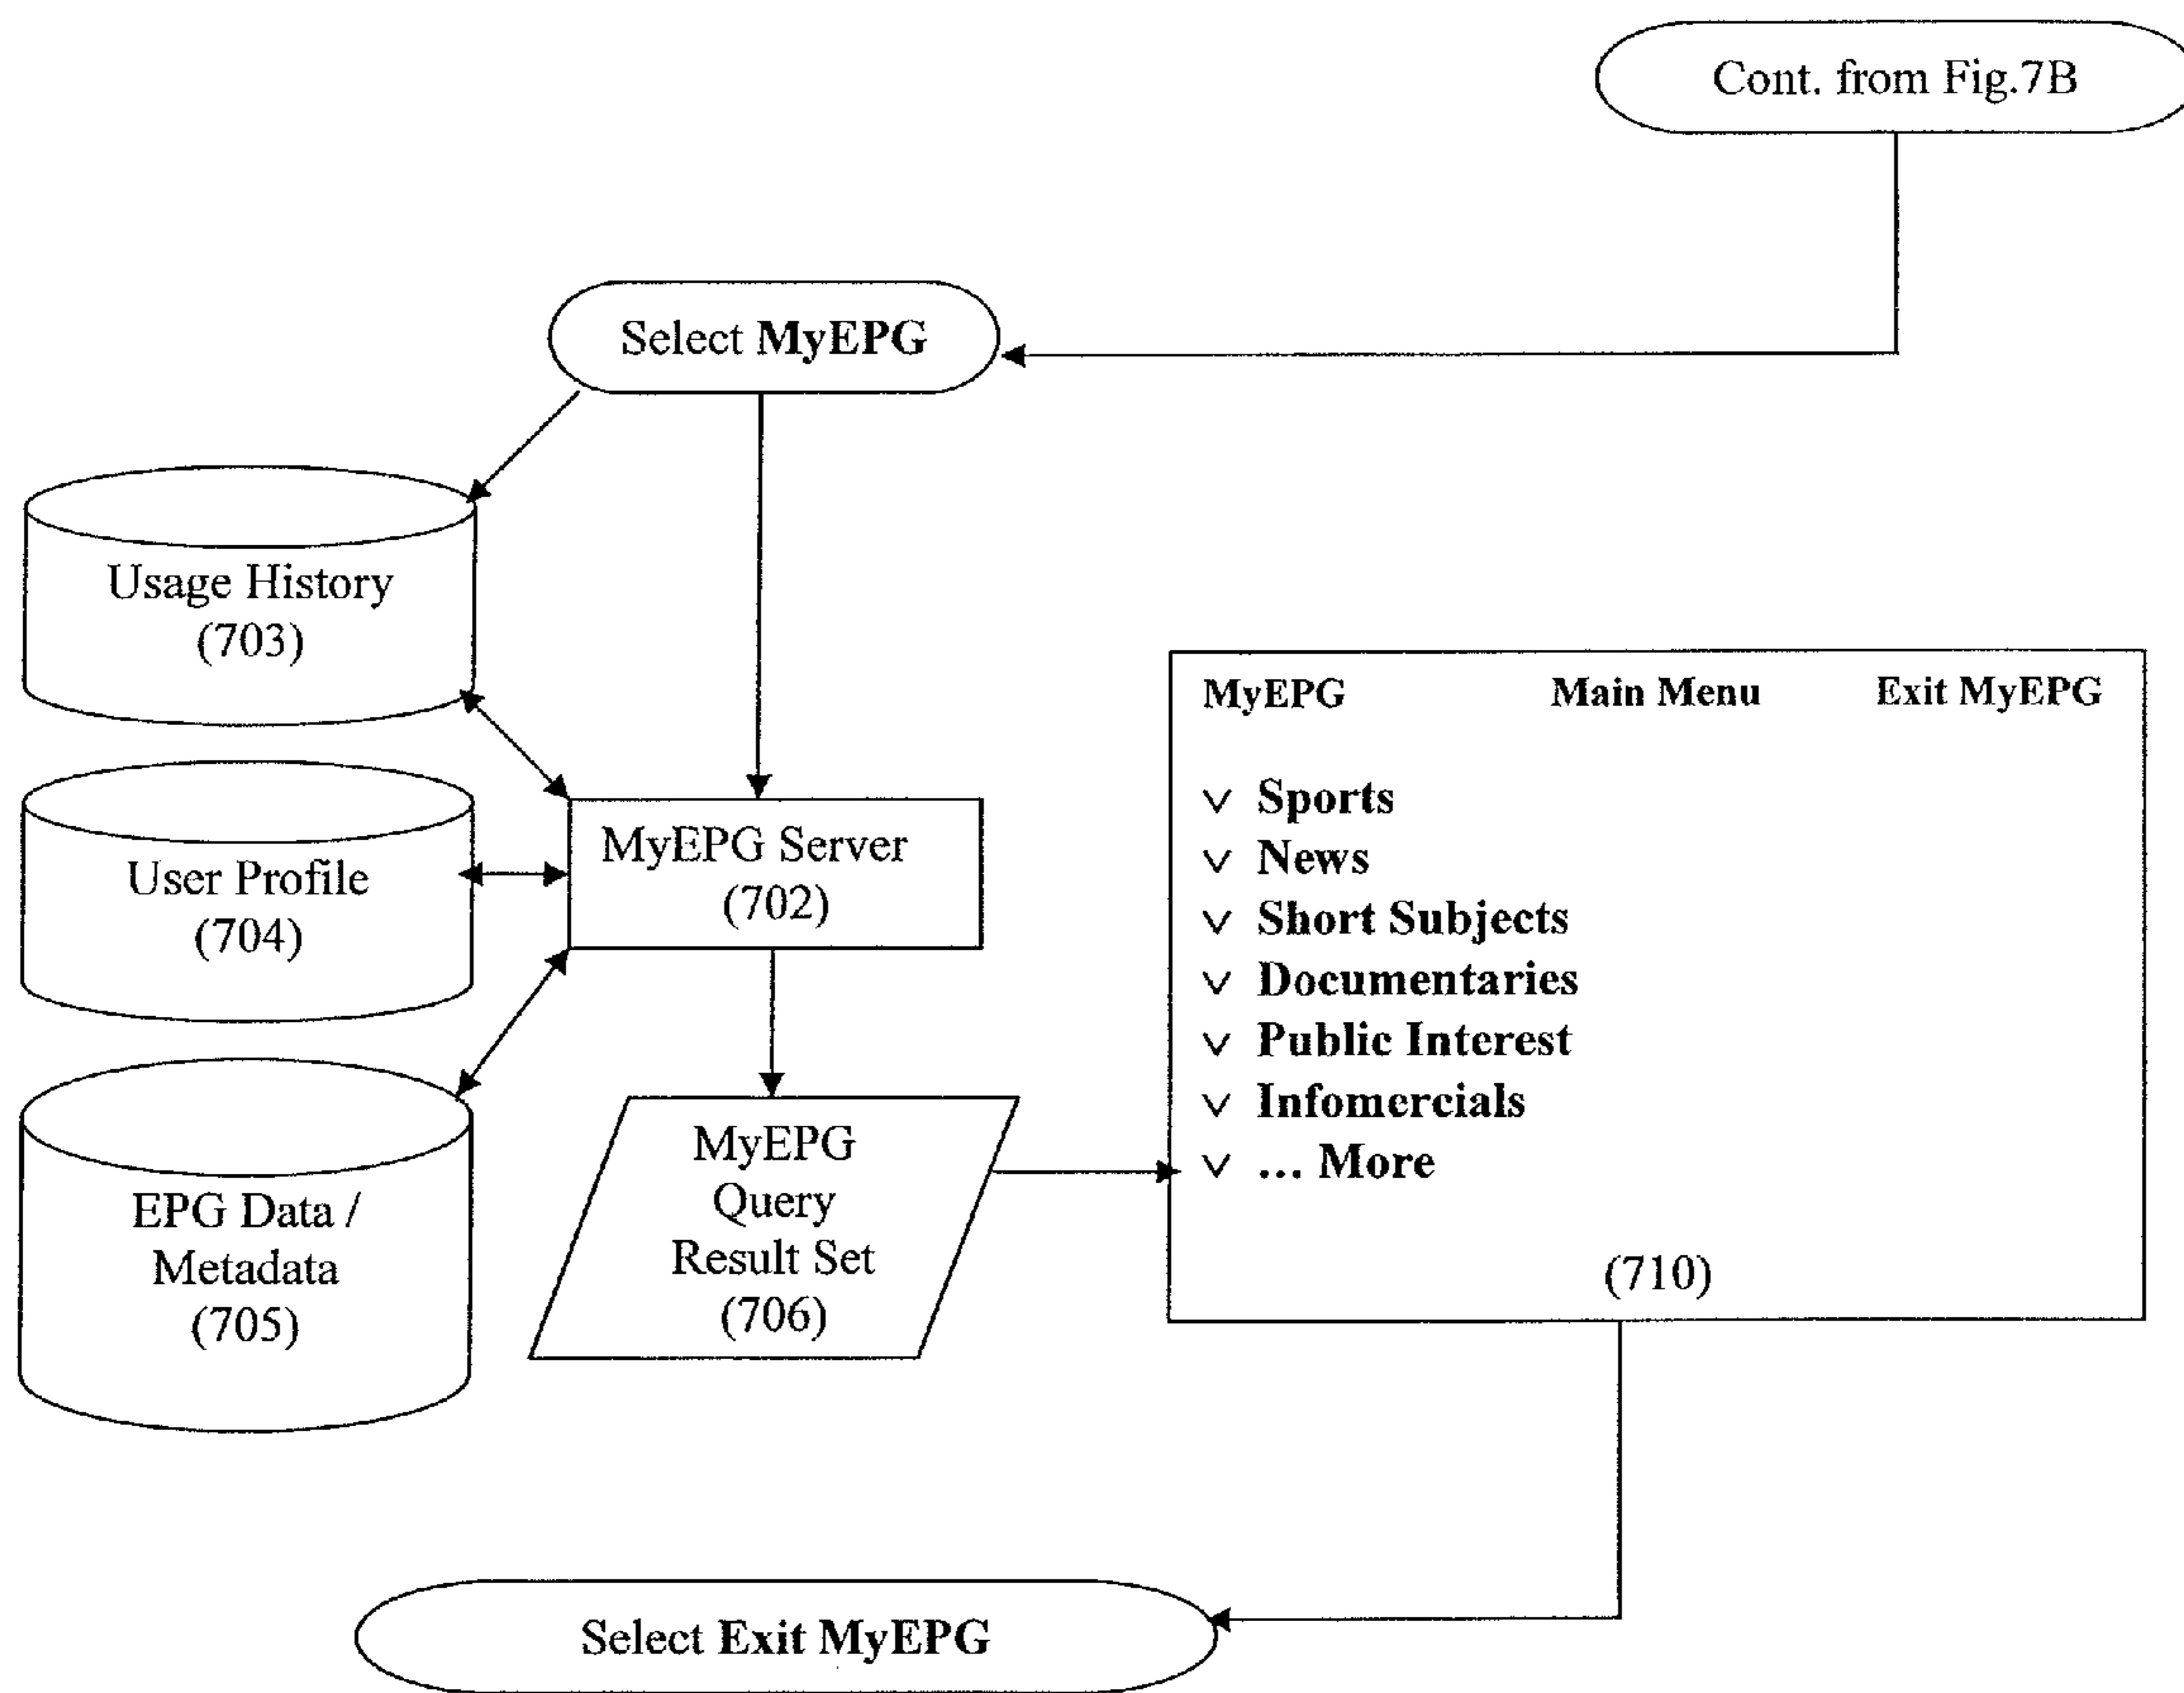 Cont. from Fig.7B
Select MyEPG
Usage History
(703)
User Profile
(704)
EPG Data /
Metadata
(705)
MyEPG Server
(702)
MyEPG
Query
Result Set
(706)
MyEPG Main Menu Exit MyEPG
v Sports
v News
v Short Subjects
v Documentaries
v Public Interest
v Infomercials
v ... More
(710)
Select Exit MyEPG